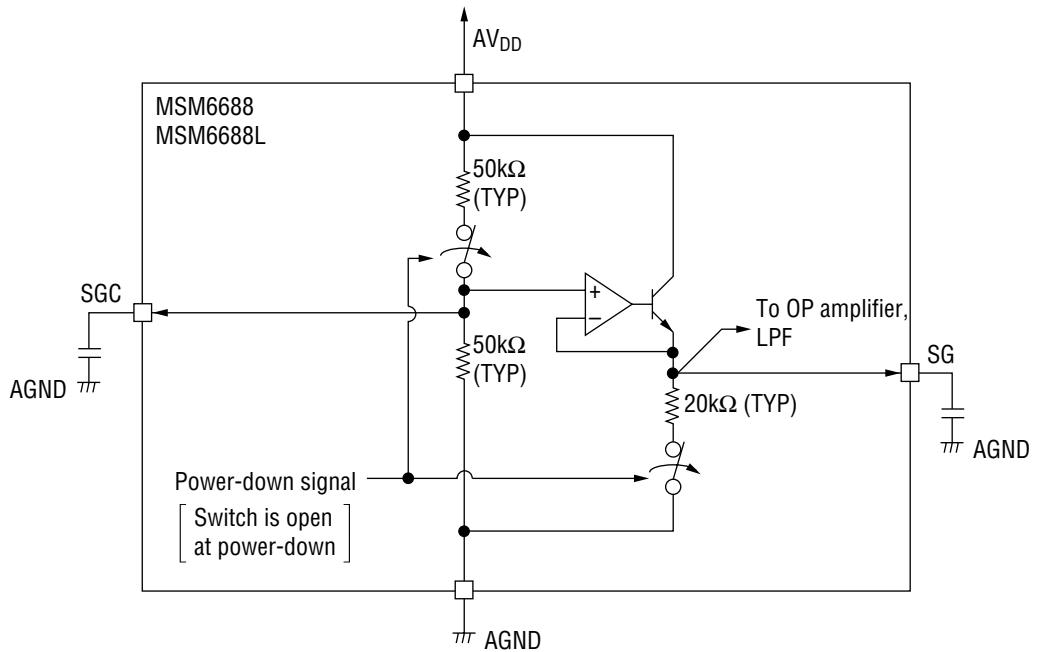 AVDD
MSM6688
MSM6688L
50kΩ
(TYP)
SGC
+
−
To OP amplifier,
LPF
SG
50kΩ
(TYP)
AGND
20kΩ (TYP)
AGND
Power-down signal
[ Switch is open
at power-down ]
AGND